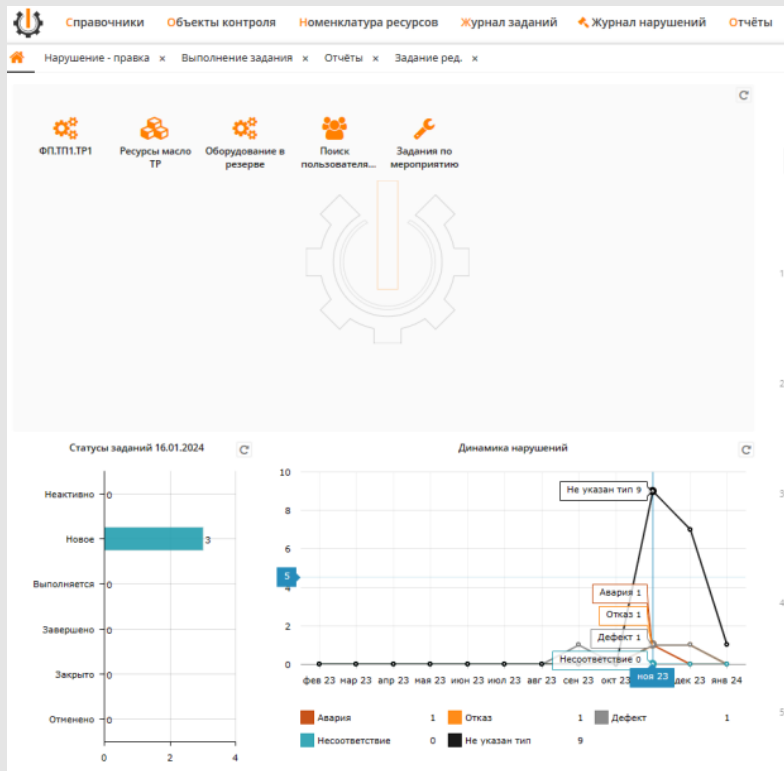 Справочники Объекты контроля Номенклатура ресурсов Журнал заданий Журнал нарушений Отчёты
Нарушение - правка x Выполнение задания x Отчёты x Задание ред. x
ФП.ТП1.ТР1 Ресурсы масло Оборудование в Поиск Задания по
ТР резерве пользователя... мероприятию
1
2
3
4
5
Статусы заданий 16.01.2024
Неактивно 0
Новое 3
Выполняется 0
Завершено 0
Закрыто 0
Отменено 0
0 2 4
Динамика нарушений
10
8
6
5
4
2
0
Не указан тип 9
Авария 1
Отказ 1
Дефект 1
Несоответствие 0
фев 23 мар 23 апр 23 мая 23 июн 23 июл 23 авг 23 сен 23 окт 23 ноя 23 дек 23 янв 24
Авария 1 Отказ 1 Дефект 1
Несоответствие 0 Не указан тип 9